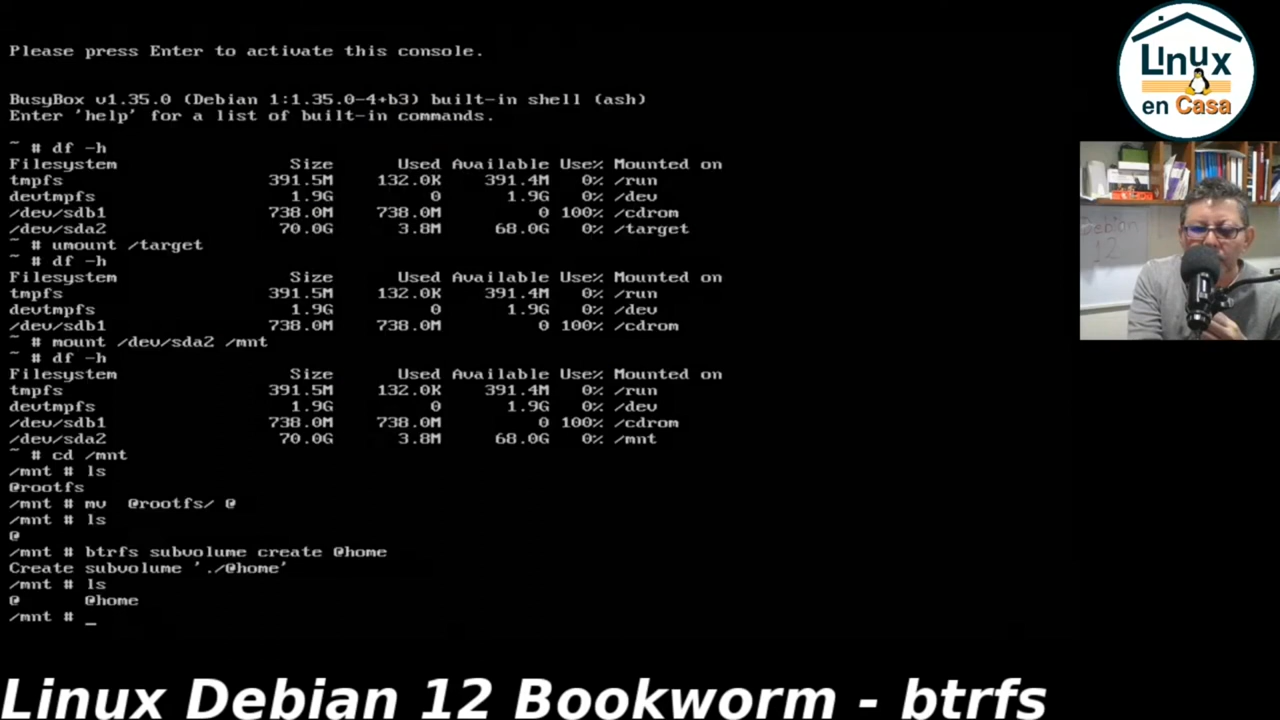 Please press Enter to activate this console.
BusyBox v1.35.0 (Debian 1:1.35.0-4+b3) built-in shell (ash)
Enter 'help' for a list of built-in commands.
~ # df -h
Filesystem Size Used Available Use% Mounted on
tmpfs 391.5M 132.0K 391.4M 0% /run
devtmpfs 1.9G 0 1.9G 0% /dev
/dev/sdb1 738.0M 738.0M 0 100% /cdrom
/dev/sda2 70.0G 3.8M 68.0G 0% /target
~ # umount /target
~ # df -h
Filesystem Size Used Available Use% Mounted on
tmpfs 391.5M 132.0K 391.4M 0% /run
devtmpfs 1.9G 0 1.9G 0% /dev
/dev/sdb1 738.0M 738.0M 0 100% /cdrom
~ # mount /dev/sda2 /mnt
~ # df -h
Filesystem Size Used Available Use% Mounted on
tmpfs 391.5M 132.0K 391.4M 0% /run
devtmpfs 1.9G 0 1.9G 0% /dev
/dev/sdb1 738.0M 738.0M 0 100% /cdrom
/dev/sda2 70.0G 3.8M 68.0G 0% /mnt
~ # cd /mnt
/mnt # ls
@rootfs
/mnt # mv @rootfs/ @
/mnt # ls
@
/mnt # btrfs subvolume create @home
Create subvolume './@home'
/mnt # ls
@ @home
/mnt # _
Linux
en Casa
Debian
12
Linux Debian 12 Bookworm - btrfs